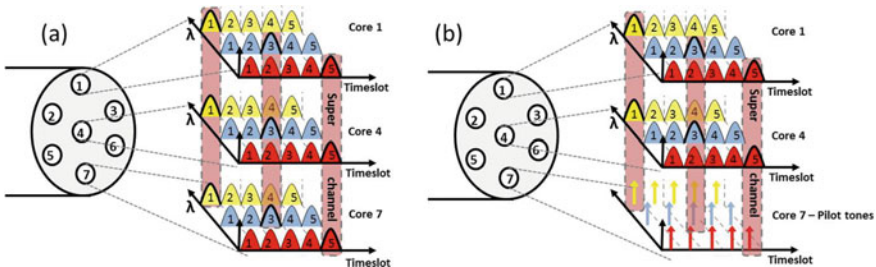 (a)
1
2
3
4
5
6
7
λ
1 2 3 4 5
1 2 3 4 5
1 2 3 4 5
Core 1
Timeslot
λ
1 2 3 4 5
1 2 3 4 5
1 2 3 4 5
Core 4
Timeslot
λ
1 2 3 4 5
1 2 3 4 5
1 2 3 4 5
Core 7
Timeslot
Super channel
(b)
1
2
3
4
5
6
7
λ
1 2 3 4 5
1 2 3 4 5
1 2 3 4 5
Core 1
Timeslot
λ
1 2 3 4 5
1 2 3 4 5
1 2 3 4 5
Core 4
Timeslot
λ
Core 7 – Pilot tones
Timeslot
Super channel